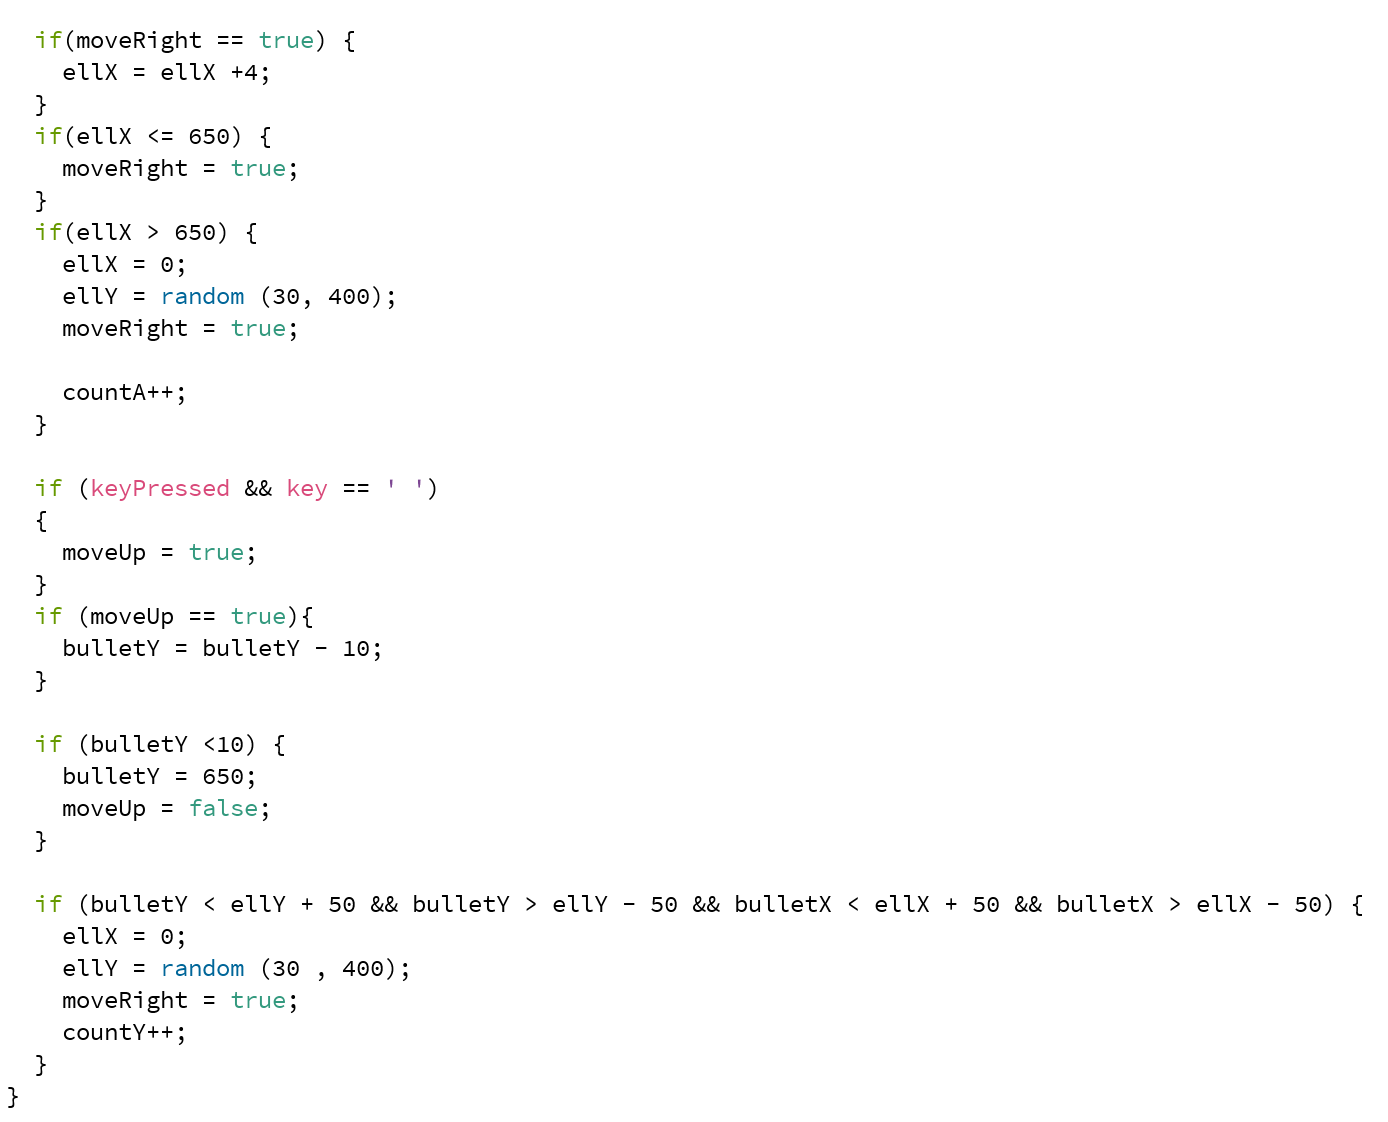 if(moveRight == true) {
ellX = ellX +4;
}
if(ellX <= 650) {
moveRight = true;
}
if(ellX > 650) {
ellX = 0;
ellY = random (30, 400);
moveRight = true;
countA++;
}
if (keyPressed && key == ' ')
{
moveUp = true;
}
if (moveUp == true){
bulletY = bulletY - 10;
}
if (bulletY <10) {
bulletY = 650;
moveUp = false;
}
if (bulletY < ellY + 50 && bulletY > ellY - 50 && bulletX < ellX + 50 && bulletX > ellX - 50) {
ellX = 0;
ellY = random (30 , 400);
moveRight = true;
countY++;
}
}